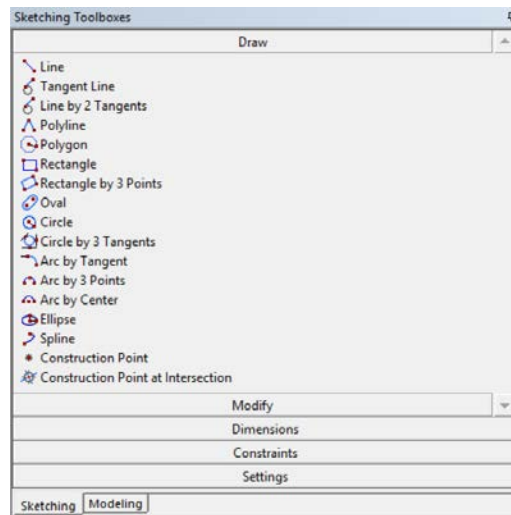 Sketching Toolboxes
Draw
Line
Tangent Line
Line by 2 Tangents
Polyline
Polygon
Rectangle
Rectangle by 3 Points
Oval
Circle
Circle by 3 Tangents
Arc by Tangent
Arc by 3 Points
Arc by Center
Ellipse
Spline
Construction Point
Construction Point at Intersection
Modify
Dimensions
Constraints
Settings
Sketching Modeling